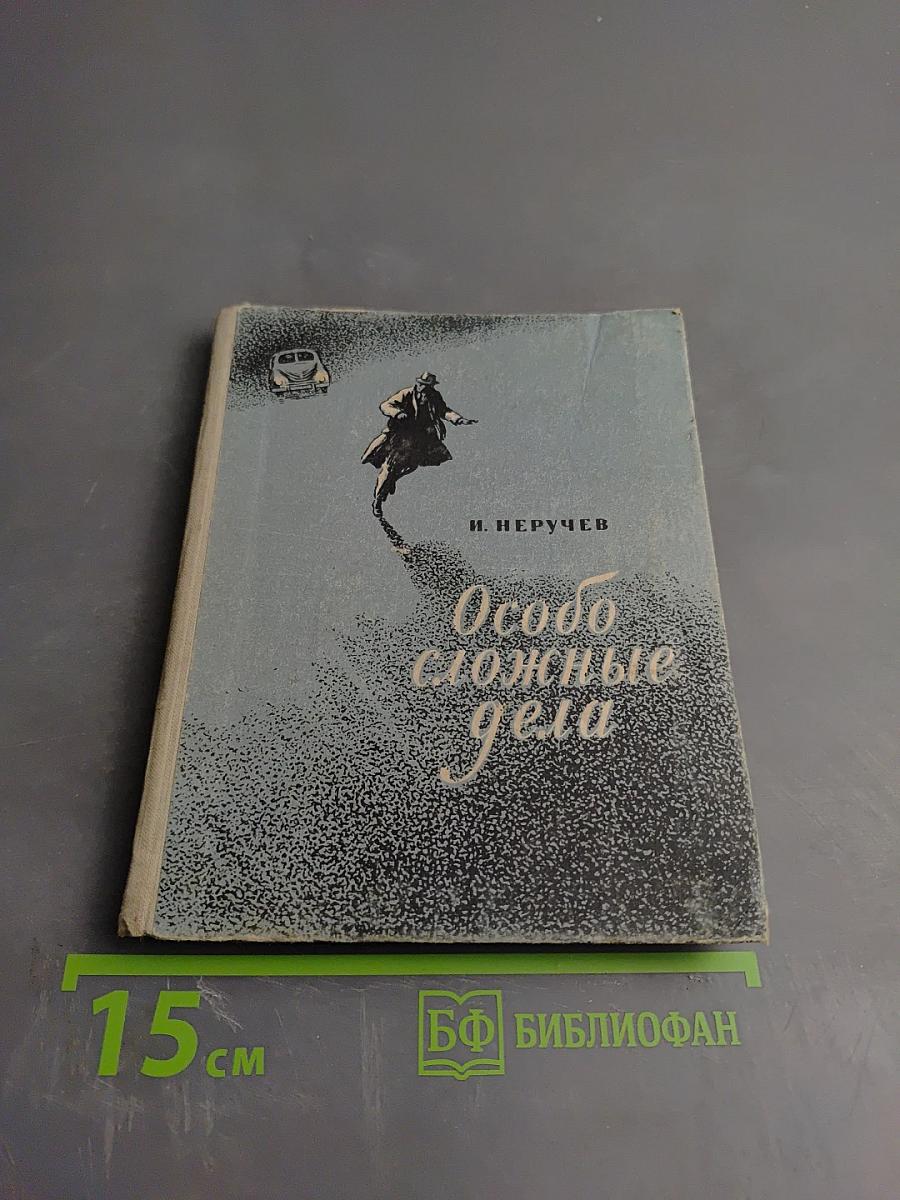 И. НЕРУЧЕВ
Особо
сложные
дела
15 см
БФ БИБЛИОФАН